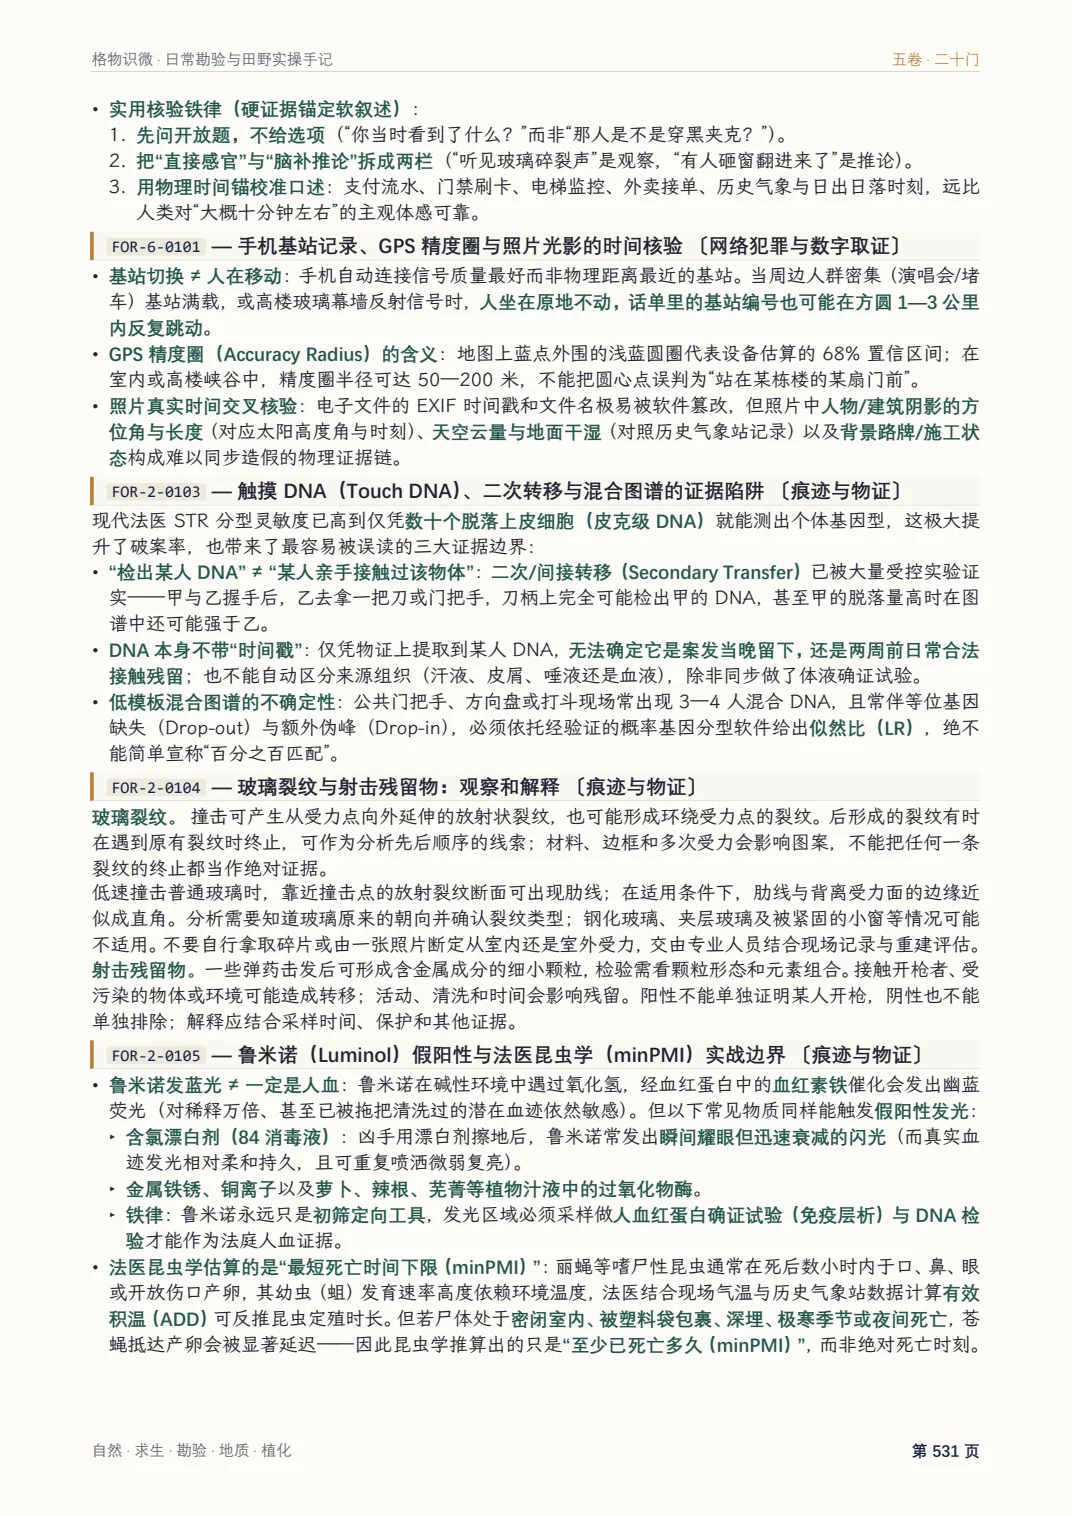 格物识微 · 日常勘验与田野实操手记
五卷 · 二十门
• 实用核验铁律（硬证据锚定软叙述）:
1. 先问开放题，不给选项（“你当时看到了什么？”而非“那人是不是穿黑夹克？”）。
2. 把“直接感官”与“脑补推论”拆成两栏（“听见玻璃碎裂声”是观察，“有人砸窗翻进来了”是推论）。
3. 用物理时间锚校准口述：支付流水、门禁刷卡、电梯监控、外卖接单、历史气象与日出日落时刻，远比
人类对“大概十分钟左右”的主观体感可靠。
FOR-6-0101 — 手机基站记录、GPS 精度圈与照片光影的时间核验 〔网络犯罪与数字取证〕
• 基站切换 ≠ 人在移动：手机自动连接信号质量最好而非物理距离最近的基站。当周边人群密集（演唱会/堵
车）基站满载，或高楼玻璃幕墙反射信号时，人坐在原地不动，话单里的基站编号也可能在方圆 1—3 公里
内反复跳动。
• GPS 精度圈（Accuracy Radius）的含义：地图上蓝点外围的浅蓝圆圈代表设备估算的 68% 置信区间；在
室内或高楼峡谷中，精度圈半径可达 50—200 米，不能把圆心点误判为“站在某栋楼的某扇门前”。
• 照片真实时间交叉核验：电子文件的 EXIF 时间戳和文件名极易被软件篡改，但照片中人物/建筑阴影的方
位角与长度（对应太阳高度角与时刻）、天空云量与地面干湿（对照历史气象站记录）以及背景路牌/施工状
态构成难以同步造假的物理证据链。
FOR-2-0103 — 触摸 DNA（Touch DNA）、二次转移与混合图谱的证据陷阱 〔痕迹与物证〕
现代法医 STR 分型灵敏度已高到仅凭数十个脱落上皮细胞（皮克级 DNA）就能测出个体基因型，这极大提
升了破案率，也带来了最容易被误读的三大证据边界：
• “检出某人 DNA” ≠ “某人亲手接触过该物体”：二次/间接转移（Secondary Transfer）已被大量受控实验证
实——甲与乙握手后，乙去拿一把刀或门把手，刀柄上完全可能检出甲的 DNA，甚至甲的脱落量高时在图
谱中还可能强于乙。
• DNA 本身不带“时间戳”：仅凭物证上提取到某人 DNA，无法确定它是案发当晚留下，还是两周前日常合法
接触残留；也不能自动区分来源组织（汗液、皮屑、唾液还是血液），除非同步做了体液确证试验。
• 低模板混合图谱的不确定性：公共门把手、方向盘或打斗现场常出现 3—4 人混合 DNA，且常伴等位基因
缺失（Drop-out）与额外伪峰（Drop-in），必须依托经验证的概率基因分型软件给出似然比（LR），绝不
能简单宣称“百分之百匹配”。
FOR-2-0104 — 玻璃裂纹与射击残留物：观察和解释 〔痕迹与物证〕
玻璃裂纹。 撞击可产生从受力点向外延伸的放射状裂纹，也可能形成环绕受力点的裂纹。后形成的裂纹有时
在遇到原有裂纹时终止，可作为分析先后顺序的线索；材料、边框和多次受力会影响图案，不能把任何一条
裂纹的终止都当作绝对证据。
低速撞击普通玻璃时，靠近撞击点的放射裂纹断面可出现肋线；在适用条件下，肋线与背离受力面的边缘近
似成直角。分析需要知道玻璃原来的朝向并确认裂纹类型；钢化玻璃、夹层玻璃及被紧固的小窗等情况可能
不适用。不要自行拿取碎片或由一张照片断定从室内还是室外受力，交由专业人员结合现场记录与重建评估。
射击残留物。一些弹药击发后可形成含金属成分的细小颗粒，检验需看颗粒形态和元素组合。接触开枪者、受
污染的物体或环境可能造成转移；活动、清洗和时间会影响残留。阳性不能单独证明某人开枪，阴性也不能
单独排除；解释应结合采样时间、保护和其他证据。
FOR-2-0105 — 鲁米诺（Luminol）假阳性与法医昆虫学（minPMI）实战边界 〔痕迹与物证〕
• 鲁米诺发蓝光 ≠ 一定是人血：鲁米诺在碱性环境中遇过氧化氢，经血红蛋白中的血红素铁催化会发出幽蓝
荧光（对稀释万倍、甚至已被拖把清洗过的潜在血迹依然敏感）。但以下常见物质同样能触发假阳性发光：
‣ 含氯漂白剂（84 消毒液）：凶手用漂白剂擦地后，鲁米诺常发出瞬间耀眼但迅速衰减的闪光（而真实血
迹发光相对柔和持久，且可重复喷洒微弱复亮）。
‣ 金属铁锈、铜离子以及萝卜、辣根、芜菁等植物汁液中的过氧化物酶。
‣ 铁律：鲁米诺永远只是初筛定向工具，发光区域必须采样做人血红蛋白确证试验（免疫层析）与 DNA 检
验才能作为法庭人血证据。
• 法医昆虫学估算的是“最短死亡时间下限（minPMI）”：丽蝇等嗜尸性昆虫通常在死后数小时内于口、鼻、眼
或开放伤口产卵，其幼虫（蛆）发育速率高度依赖环境温度，法医结合现场气温与历史气象站数据计算有效
积温（ADD）可反推昆虫定殖时长。但若尸体处于密闭室内、被塑料袋包裹、深埋、极寒季节或夜间死亡，苍
蝇抵达产卵会被显著延迟——因此昆虫学推算出的只是“至少已死亡多久（minPMI）”，而非绝对死亡时刻。
自然 · 求生 · 勘验 · 地质 · 植化
第 531 页